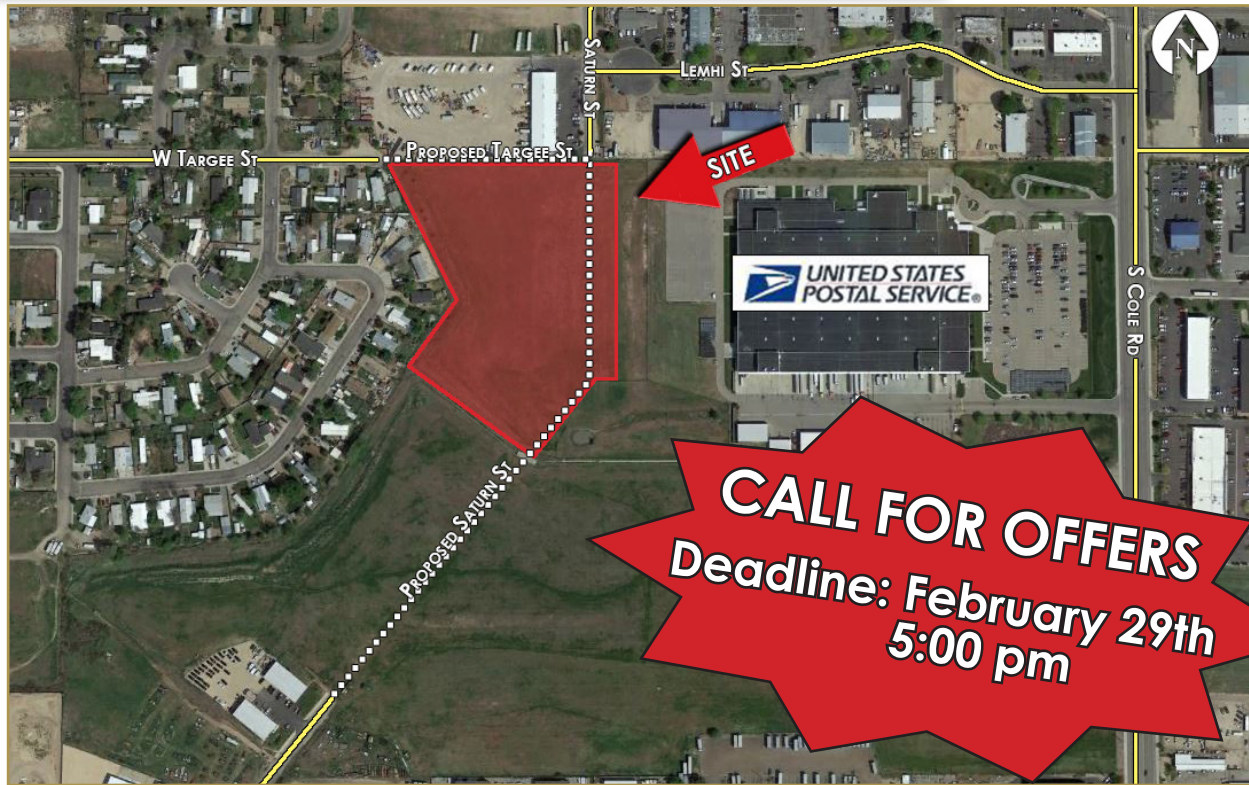 SATURN ST
LEMHI ST
N
W TARGEE ST
PROPOSED TARGEE ST
SITE
UNITED STATES
POSTAL SERVICE®
S COLE RD
PROPOSED SATURN ST
CALL FOR OFFERS
Deadline: February 29th
5:00 pm